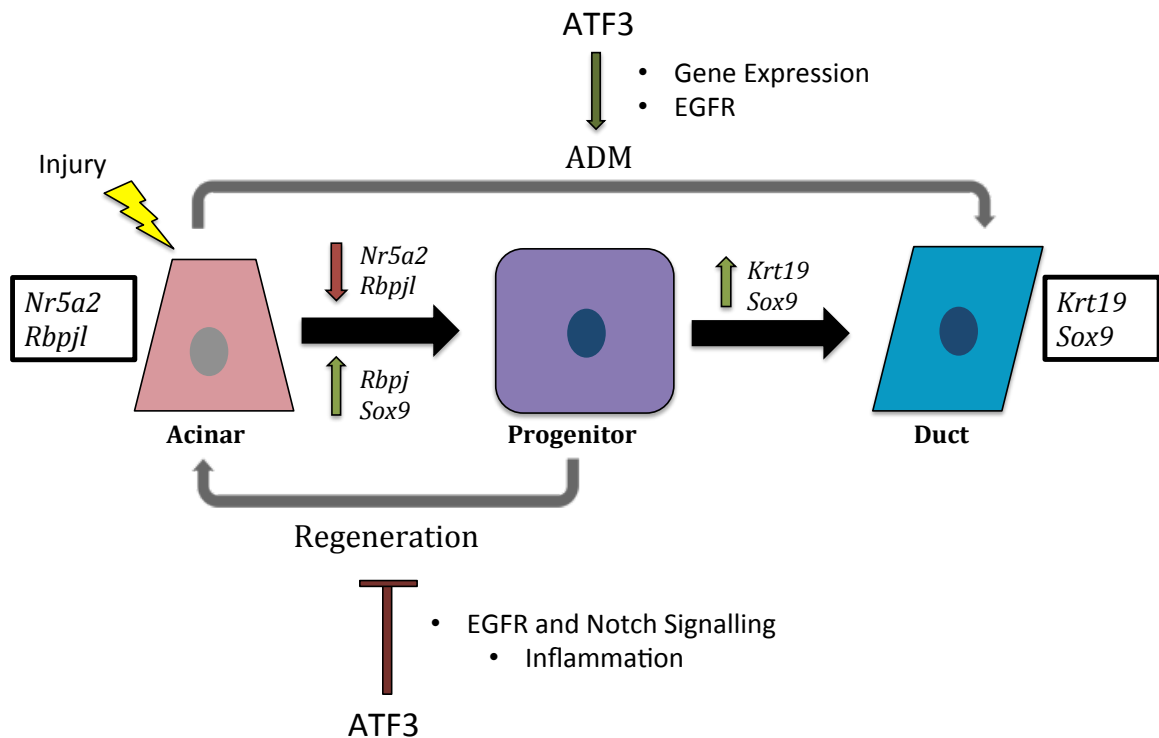 ATF3
• Gene Expression
• EGFR
ADM
Injury
Nr5a2
Rbpjl
Nr5a2
Rbpjl
Rbpj
Sox9
Krt19
Sox9
Krt19
Sox9
Acinar
Progenitor
Duct
Regeneration
• EGFR and Notch Signalling
• Inflammation
ATF3